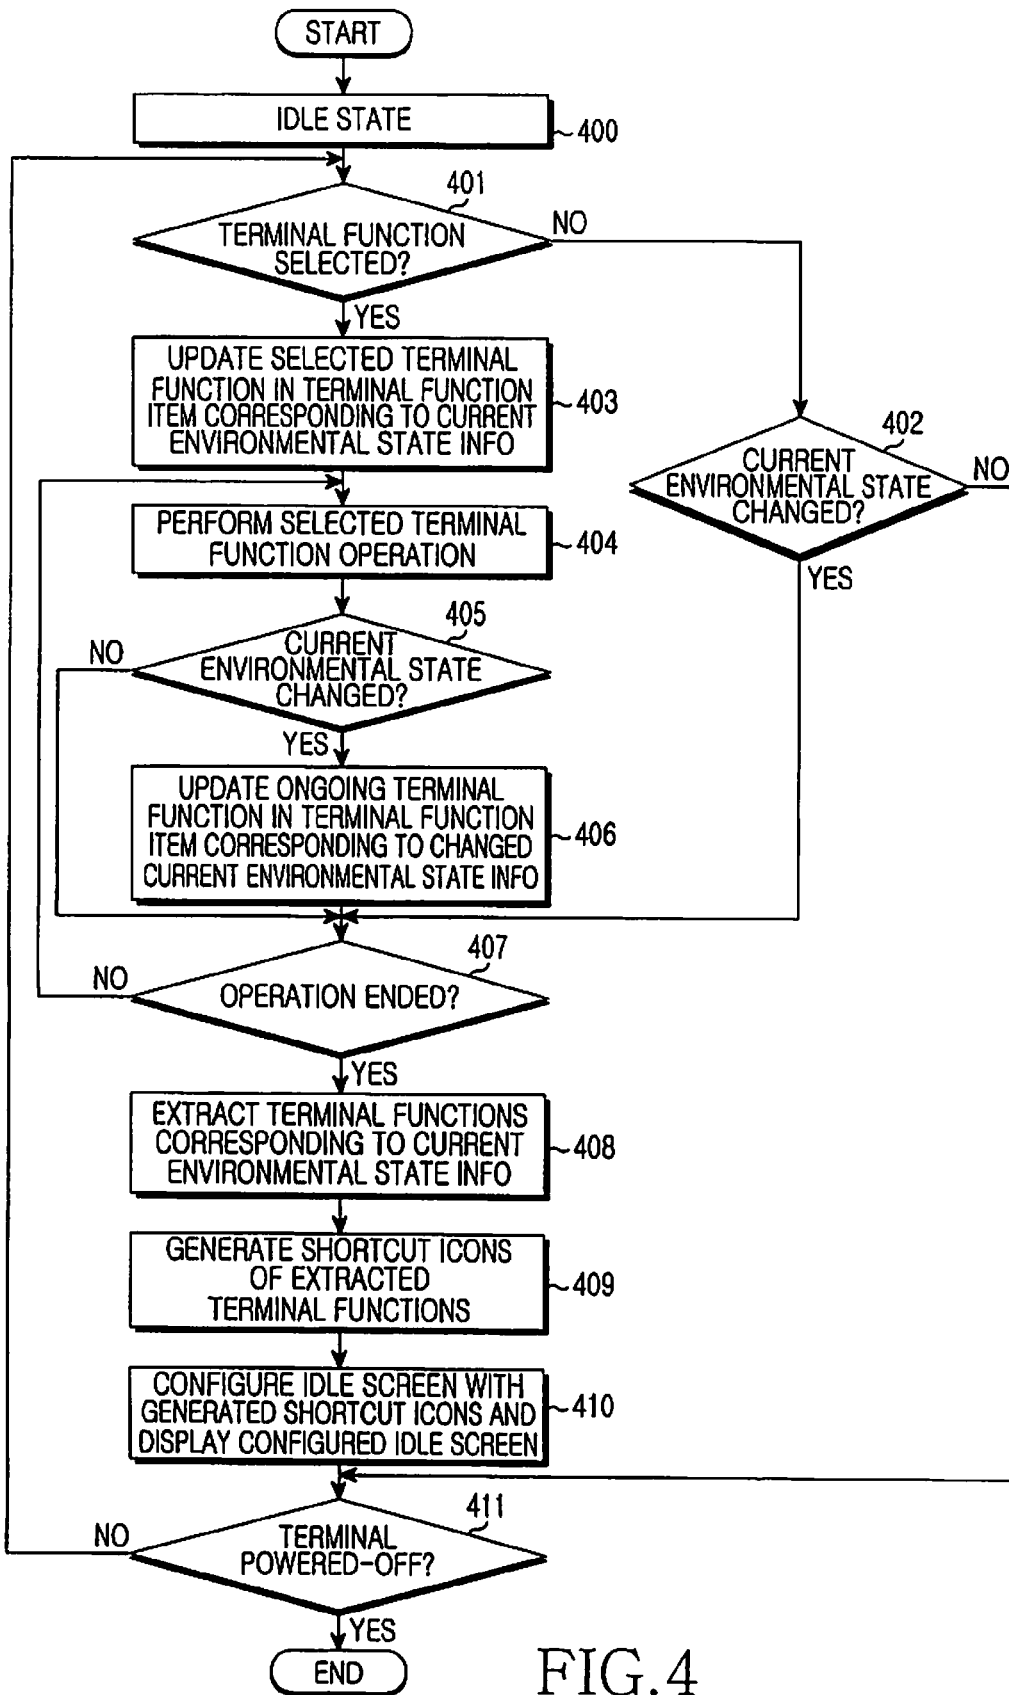 START
IDLE STATE
400
401
TERMINAL FUNCTION
SELECTED?
NO
YES
UPDATE SELECTED TERMINAL
FUNCTION IN TERMINAL FUNCTION
ITEM CORRESPONDING TO CURRENT
ENVIRONMENTAL STATE INFO
403
402
CURRENT
ENVIRONMENTAL STATE
CHANGED?
NO
YES
PERFORM SELECTED TERMINAL
FUNCTION OPERATION
404
405
CURRENT
ENVIRONMENTAL STATE
CHANGED?
NO
YES
UPDATE ONGOING TERMINAL
FUNCTION IN TERMINAL FUNCTION
ITEM CORRESPONDING TO CHANGED
CURRENT ENVIRONMENTAL STATE INFO
406
407
OPERATION ENDED?
NO
YES
EXTRACT TERMINAL FUNCTIONS
CORRESPONDING TO CURRENT
ENVIRONMENTAL STATE INFO
408
GENERATE SHORTCUT ICONS
OF EXTRACTED
TERMINAL FUNCTIONS
409
CONFIGURE IDLE SCREEN WITH
GENERATED SHORTCUT ICONS AND
DISPLAY CONFIGURED IDLE SCREEN
410
411
TERMINAL
POWERED-OFF?
NO
YES
END
FIG.4